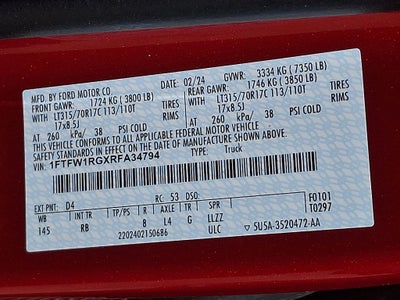 MFD. BY FORD MOTOR CO.
02/24 GVWR: 3334 KG ( 7350 LB)
FRONT GAWR: 1724 KG ( 3800 LB) REAR GAWR: 1746 KG ( 3850 LB)
WITH LT315/70R17C 113/110T TIRES WITH LT315/70R17C 113/110T TIRES
17x8.5J RIMS 17x8.5J RIMS
AT 260 kPa/ 38 PSI COLD AT 260 kPa/ 38 PSI COLD
THIS VEHICLE CONFORMS TO ALL APPLICABLE FEDERAL MOTOR VEHICLE
SAFETY STANDARDS IN EFFECT ON THE DATE OF MANUFACTURE SHOWN ABOVE.
VIN: 1FTFW1RGXRFA34794 TYPE: Truck
EXT PNT: D4 RC: 53 DSO: F0101
WB INT TR TP/PS R AXLE TR SPR T0297
145 RB 8 L4 G LLZZ
2202402150686 ULC ▽ 5U5A-3520472-AA